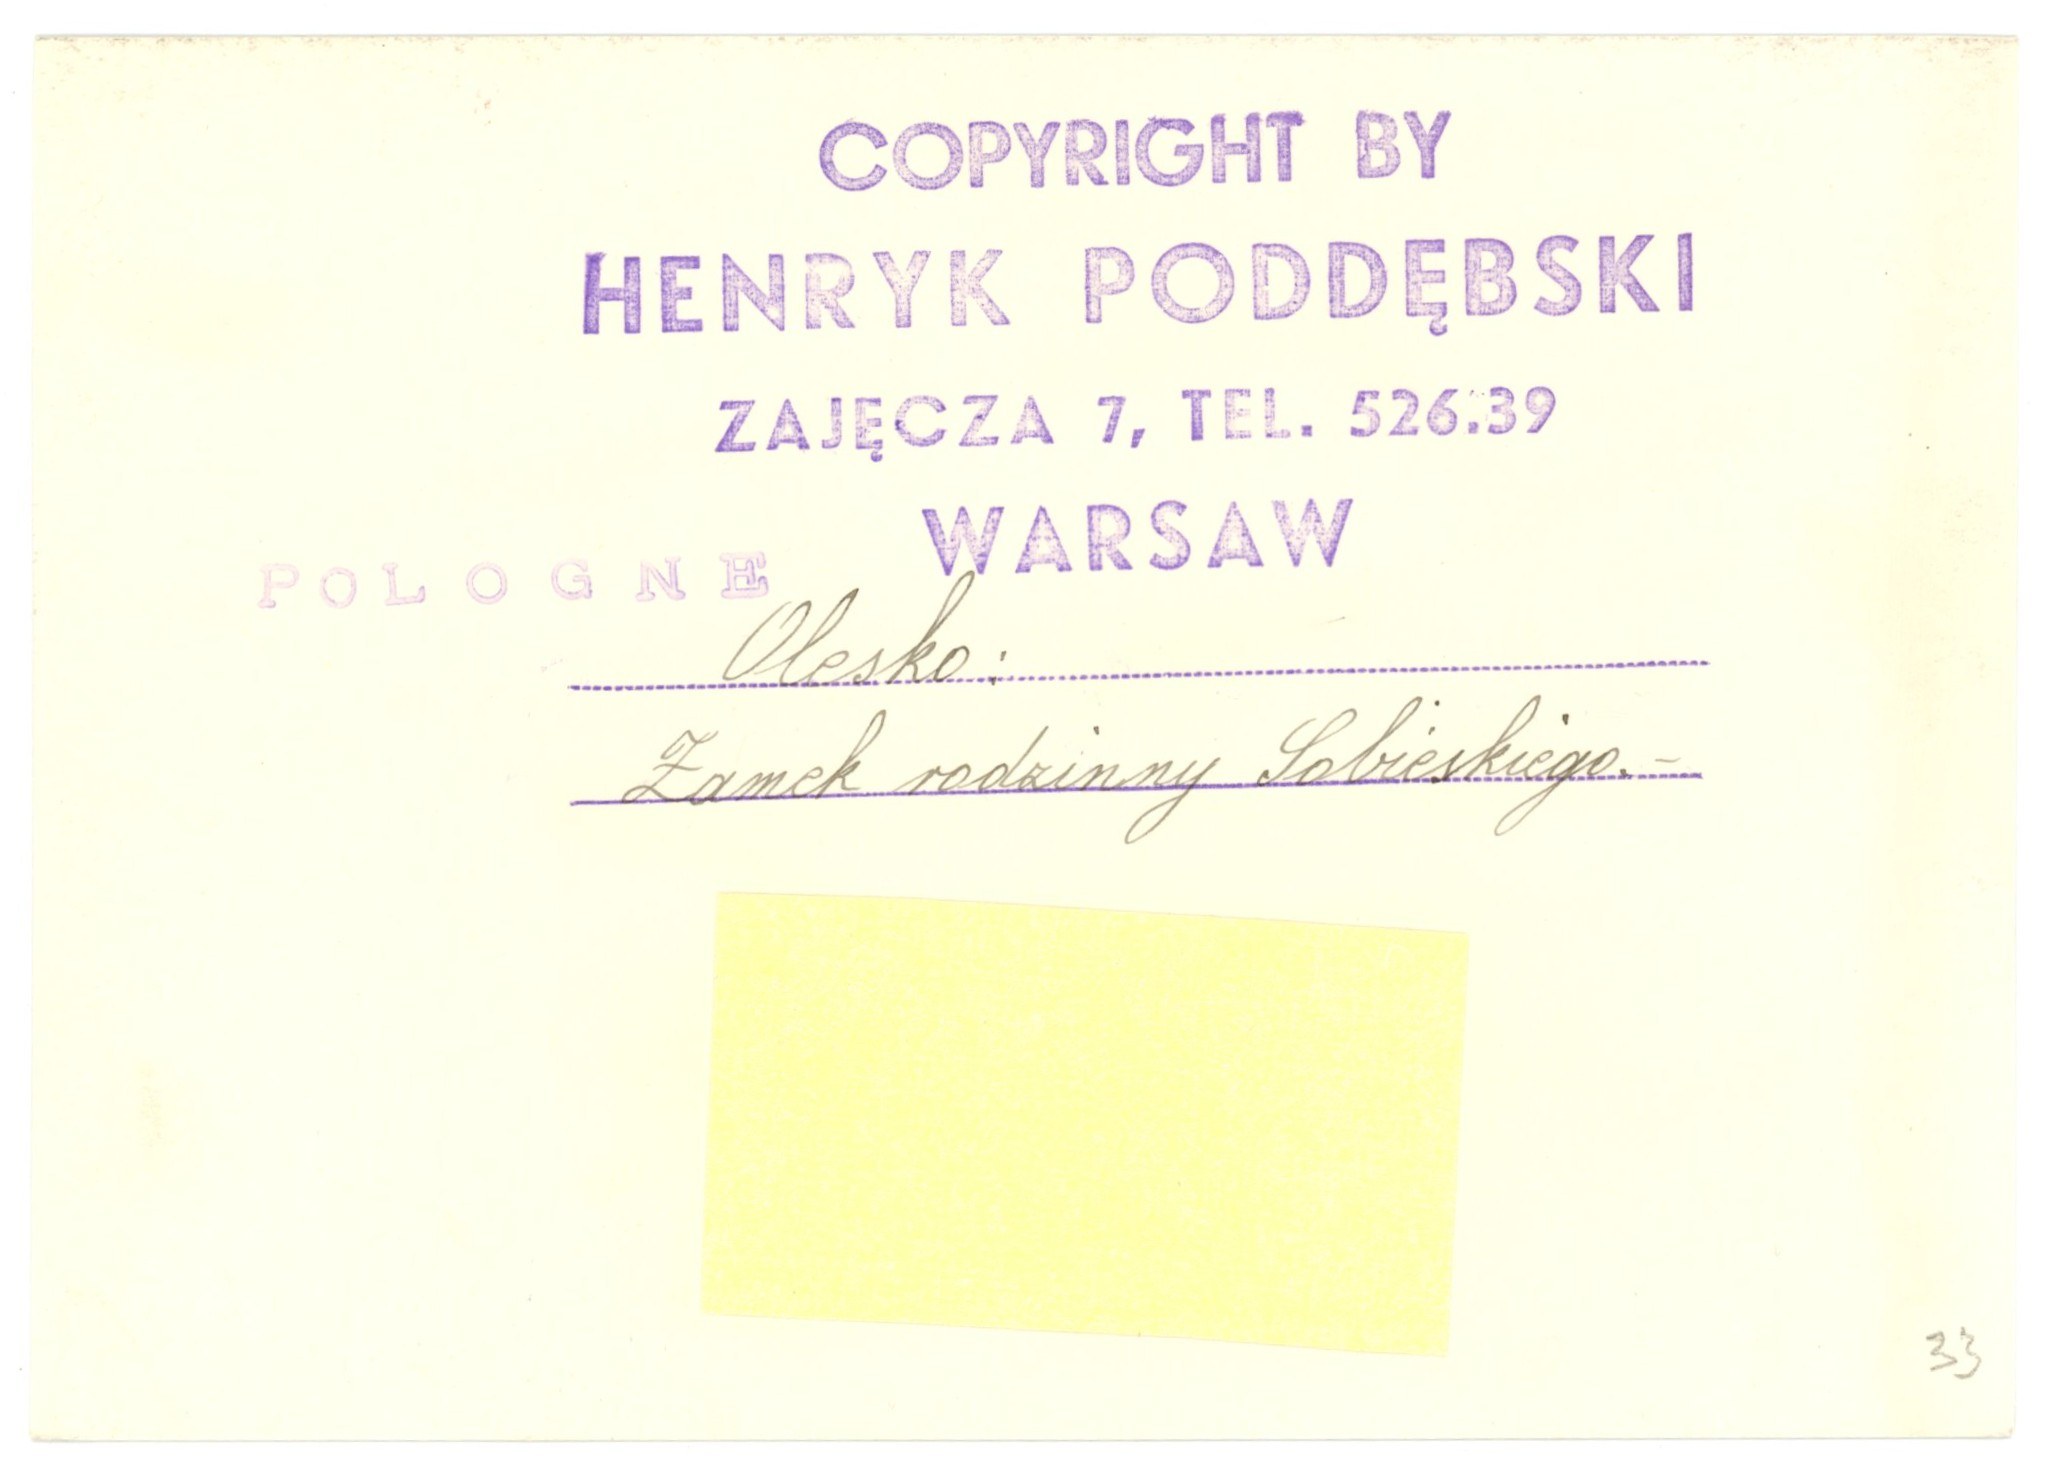 COPYRIGHT BY
HENRYK PODDĘBSKI
ZAJĘCZA 7, TEL. 526.39
WARSAW
POLOGNE
Olesko:
Zamek rodzinny Sobieskiego.-
33